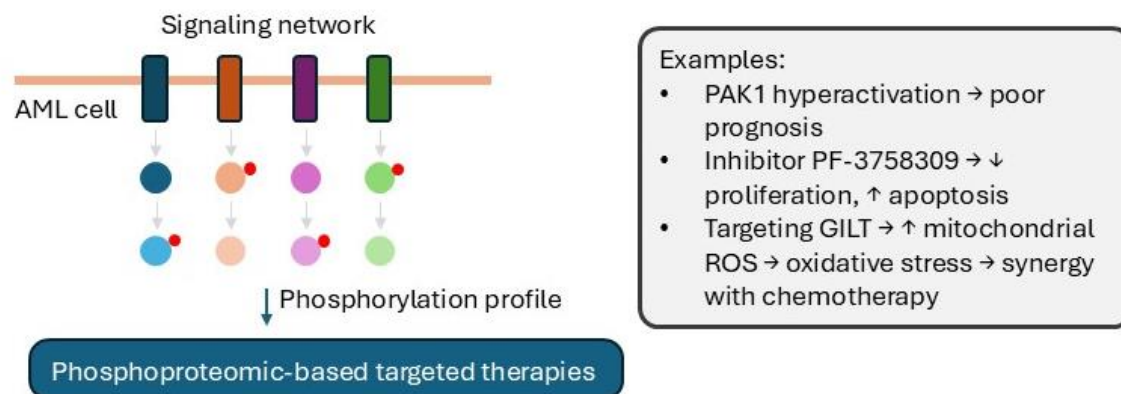 Signaling network
AML cell
Phosphorylation profile
Phosphoproteomic-based targeted therapies
Examples:
• PAK1 hyperactivation → poor
prognosis
• Inhibitor PF-3758309 → ↓
proliferation, ↑ apoptosis
• Targeting GILT → ↑ mitochondrial
ROS → oxidative stress → synergy
with chemotherapy